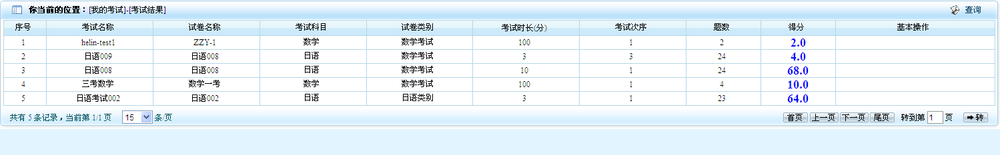 你当前的位置：[我的考试]-[考试结果] 查询
序号 考试名称 试卷名称 考试科目 试卷类别 考试时长(分) 考试次序 题数 得分 基本操作
1 helin-test1 ZZY-1 数学 数学考试 100 1 2 2.0
2 日语009 日语008 日语 数学考试 3 3 24 4.0
3 日语008 日语008 日语 数学考试 10 1 24 68.0
4 三考数学 数学一考 数学 数学考试 100 1 4 10.0
5 日语考试002 日语002 日语 日语类别 3 1 23 64.0
共有 5 条记录，当前第 1/1 页 15 条/页 首页 上一页 下一页 尾页 转到第 1 页 转